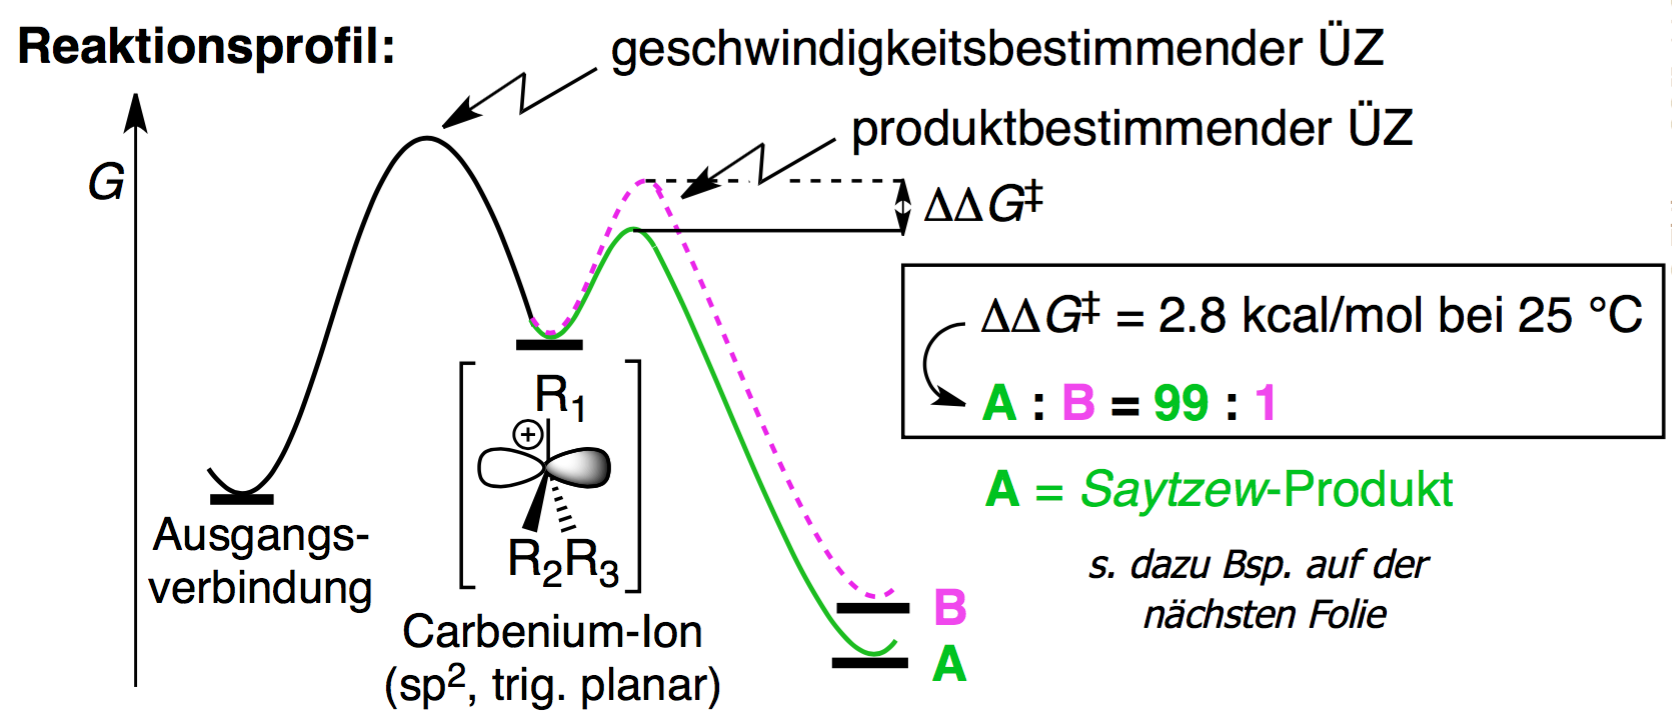 Reaktionsprofil:
geschwindigkeitsbestimmender ÜZ
produktbestimmender ÜZ
G
ΔΔG‡
ΔΔG‡ = 2.8 kcal/mol bei 25 °C
A : B = 99 : 1
R₁
+
R₂R₃
A = Saytzew-Produkt
Ausgangs-
verbindung
s. dazu Bsp. auf der
nächsten Folie
Carbenium-Ion
(sp², trig. planar)
B
A